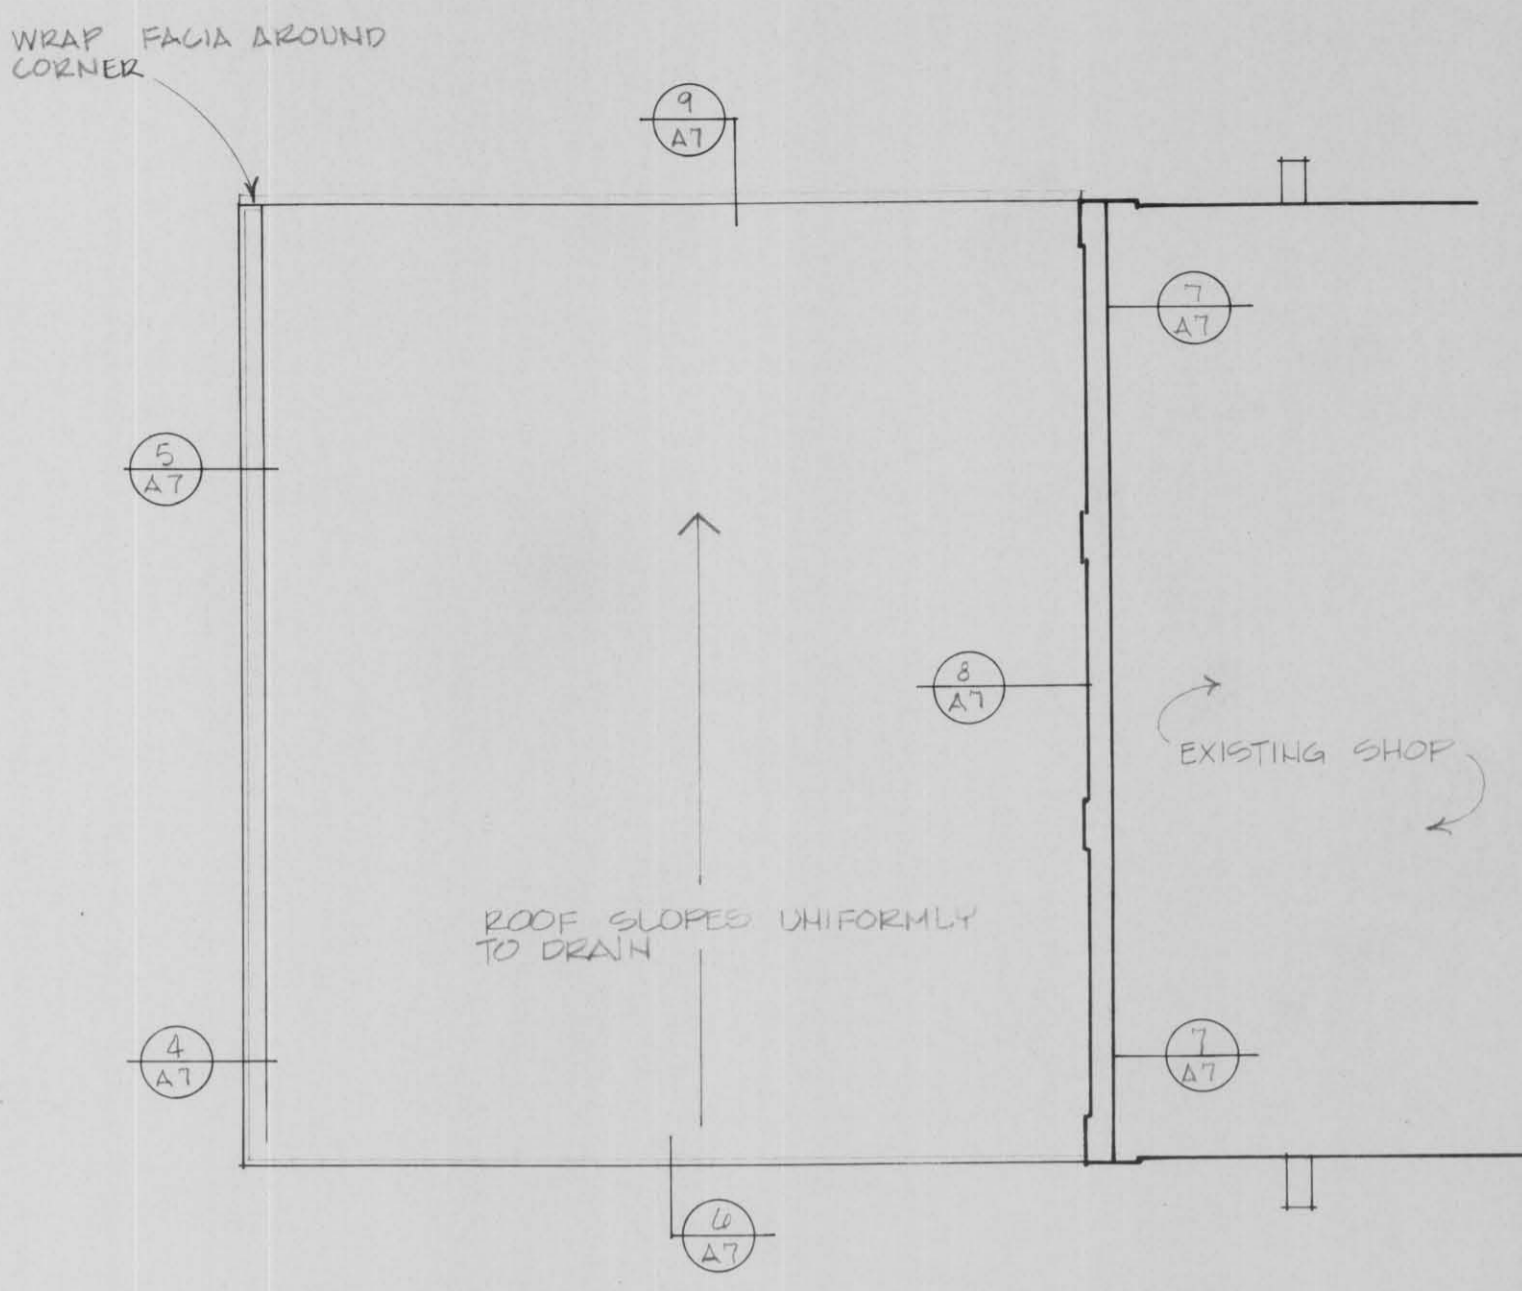 WRAP FACIA AROUND
CORNER
9
A7
7
A7
5
A7
8
A7
EXISTING SHOP
ROOF SLOPES UNIFORMLY
TO DRAIN
4
A7
7
A7
6
A7